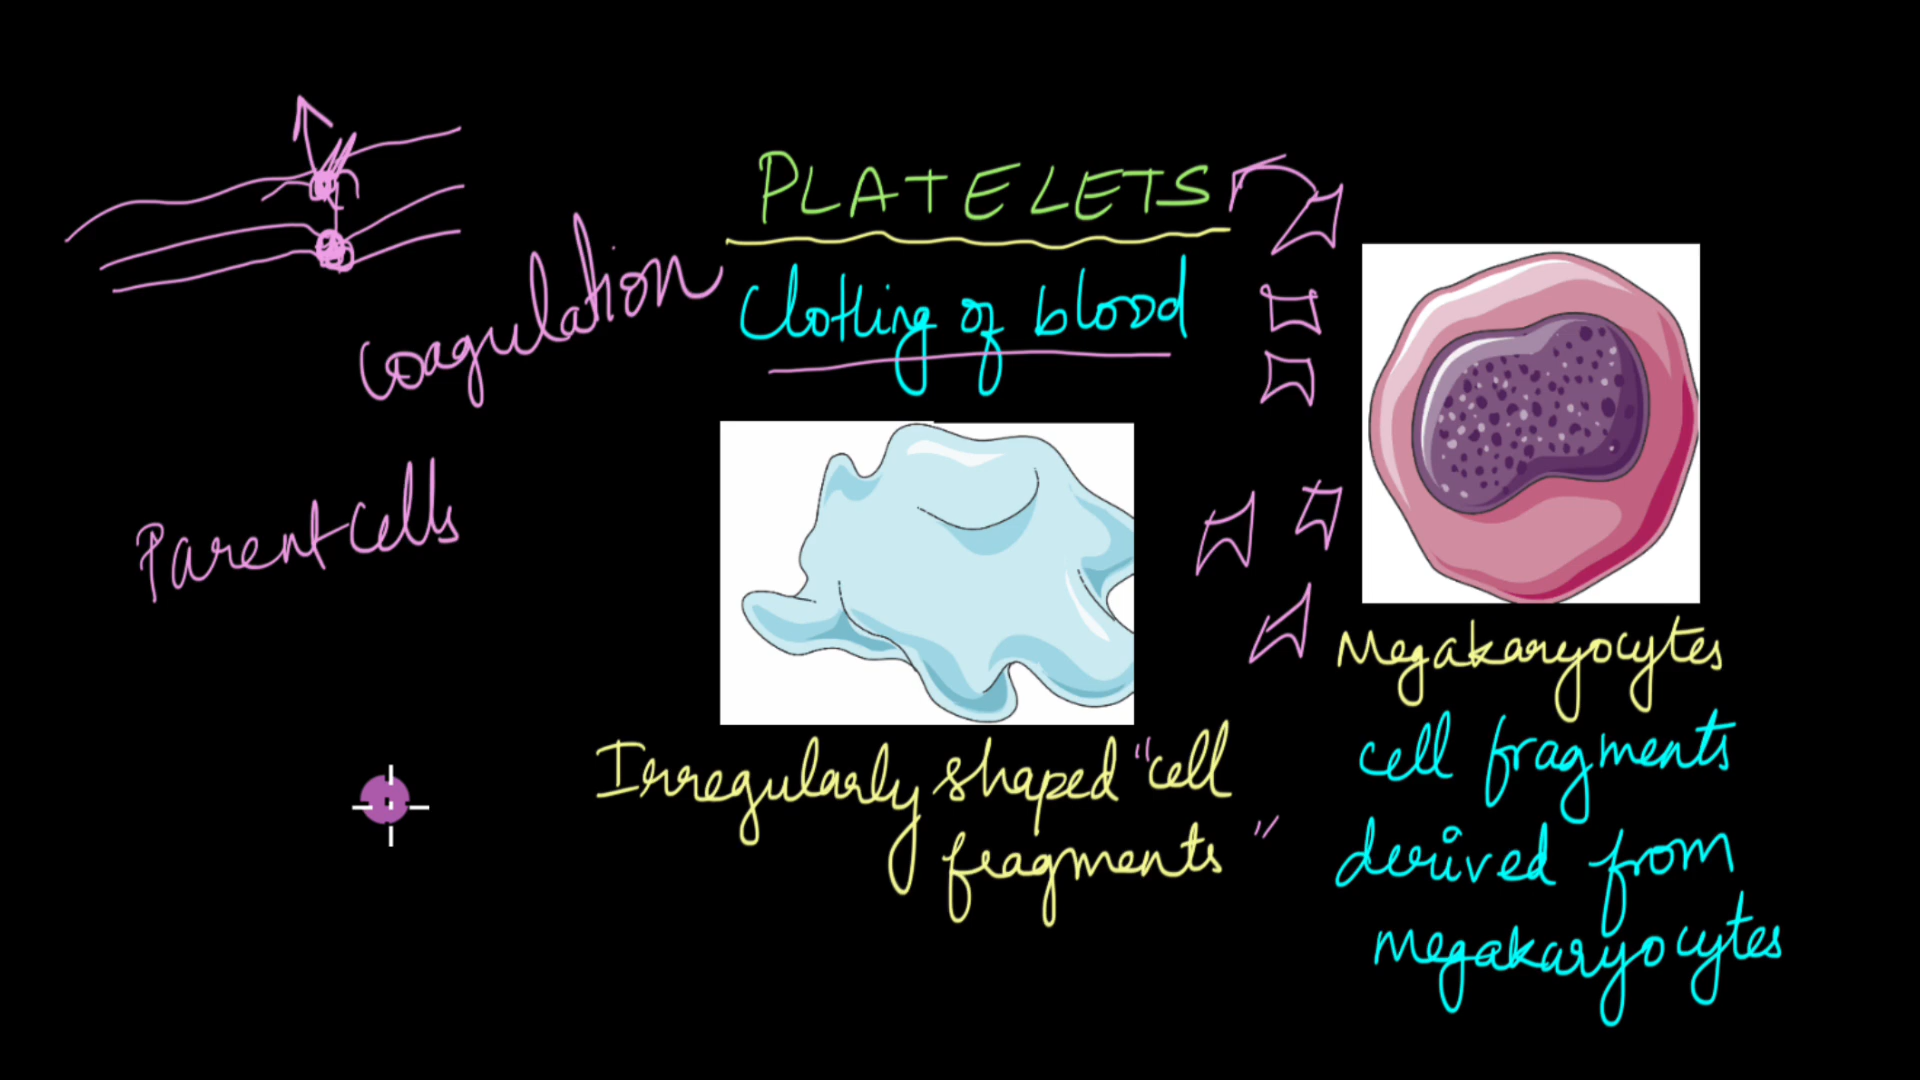 PLATELETS
Clotting of blood
Coagulation
Parent cells
Irregularly shaped "cell
fragments"
Megakaryocytes
cell fragments
derived from
megakaryocytes